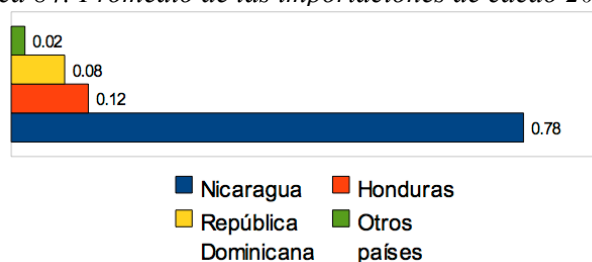 Promedio de las importaciones de cacao
0.02
0.08
0.12
0.78
Nicaragua Honduras
República Otros
Dominicana países